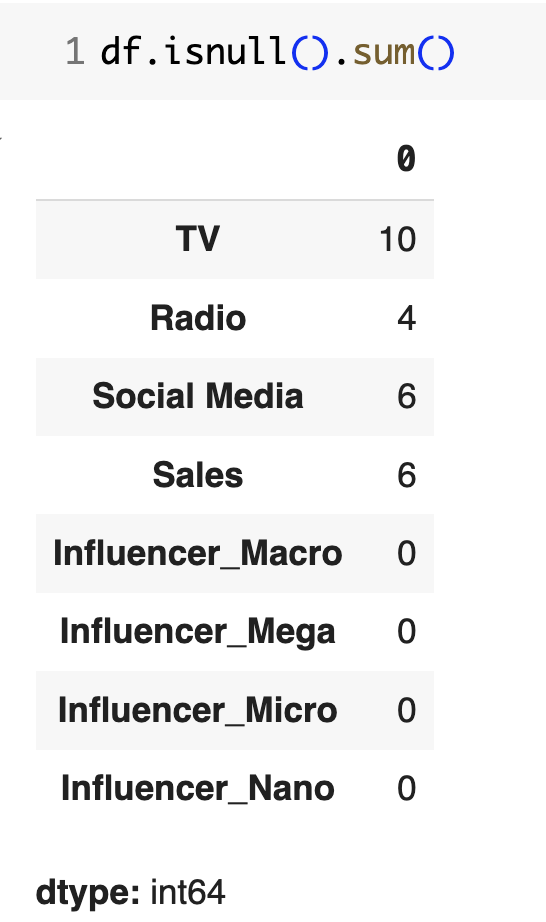 1 df.isnull().sum()
0
TV 10
Radio 4
Social Media 6
Sales 6
Influencer_Macro 0
Influencer_Mega 0
Influencer_Micro 0
Influencer_Nano 0
dtype: int64